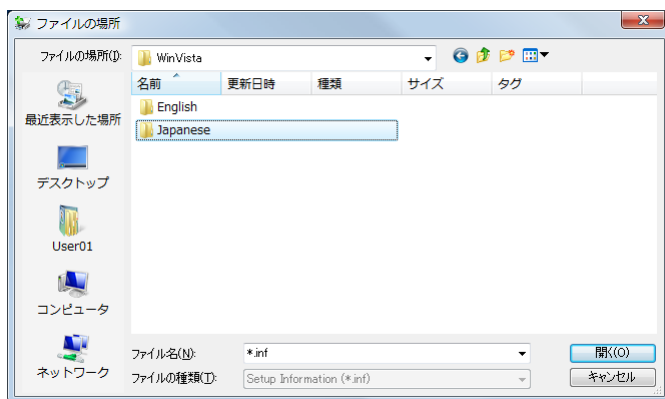 ファイルの場所
ファイルの場所(I):
WinVista
名前
更新日時
種類
サイズ
タグ
English
Japanese
最近表示した場所
デスクトップ
User01
コンピュータ
ネットワーク
ファイル名(N):
*.inf
開く(O)
ファイルの種類(T):
Setup Information (*.inf)
キャンセル